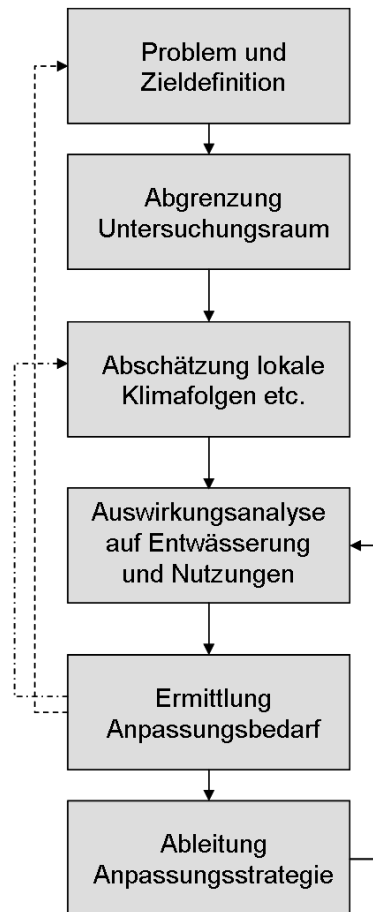 Problem und
Zieldefinition
Abgrenzung
Untersuchungsraum
Abschätzung lokale
Klimafolgen etc.
Auswirkungsanalyse
auf Entwässerung
und Nutzungen
Ermittlung
Anpassungsbedarf
Ableitung
Anpassungsstrategie